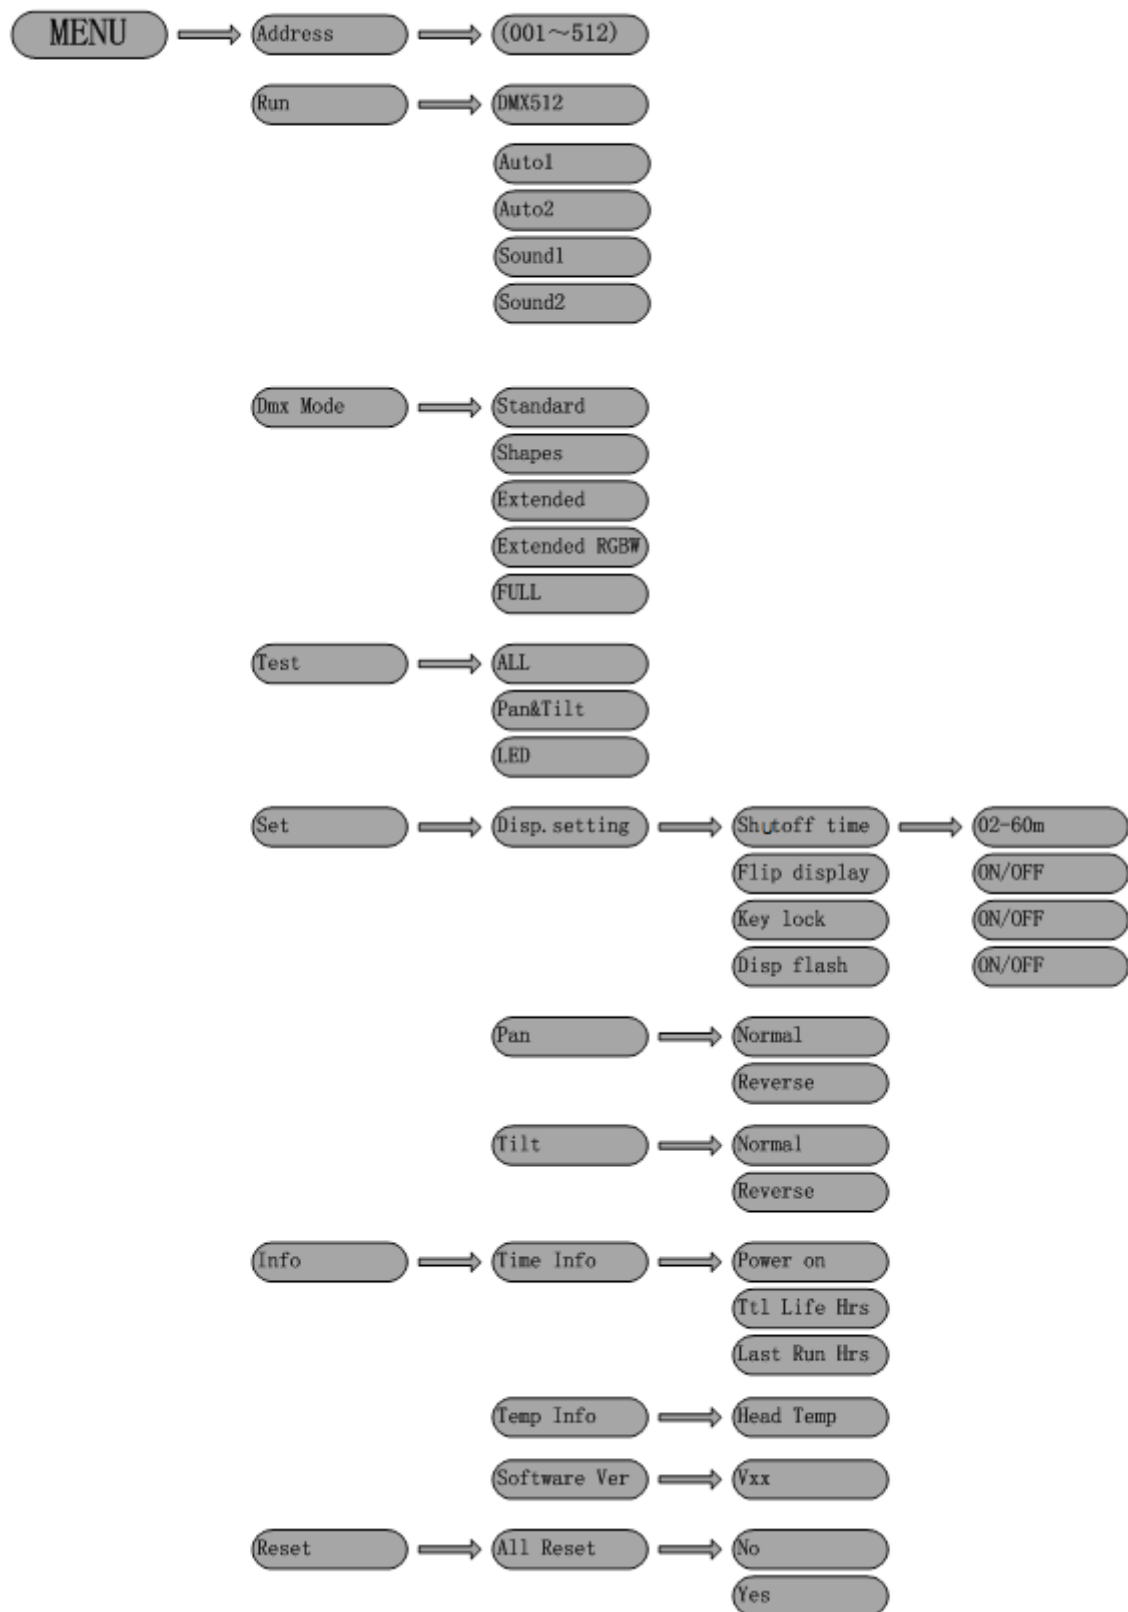 MENU Address (001～512)
Run DMX512
Auto1
Auto2
Sound1
Sound2
Dmx Mode Standard
Shapes
Extended
Extended RGBW
FULL
Test ALL
Pan&Tilt
LED
Set Disp.setting Shutoff time 02-60m
Flip display ON/OFF
Key lock ON/OFF
Disp flash ON/OFF
Pan Normal
Reverse
Tilt Normal
Reverse
Info Time Info Power on
Ttl Life Hrs
Last Run Hrs
Temp Info Head Temp
Software Ver Vxx
Reset All Reset No
Yes